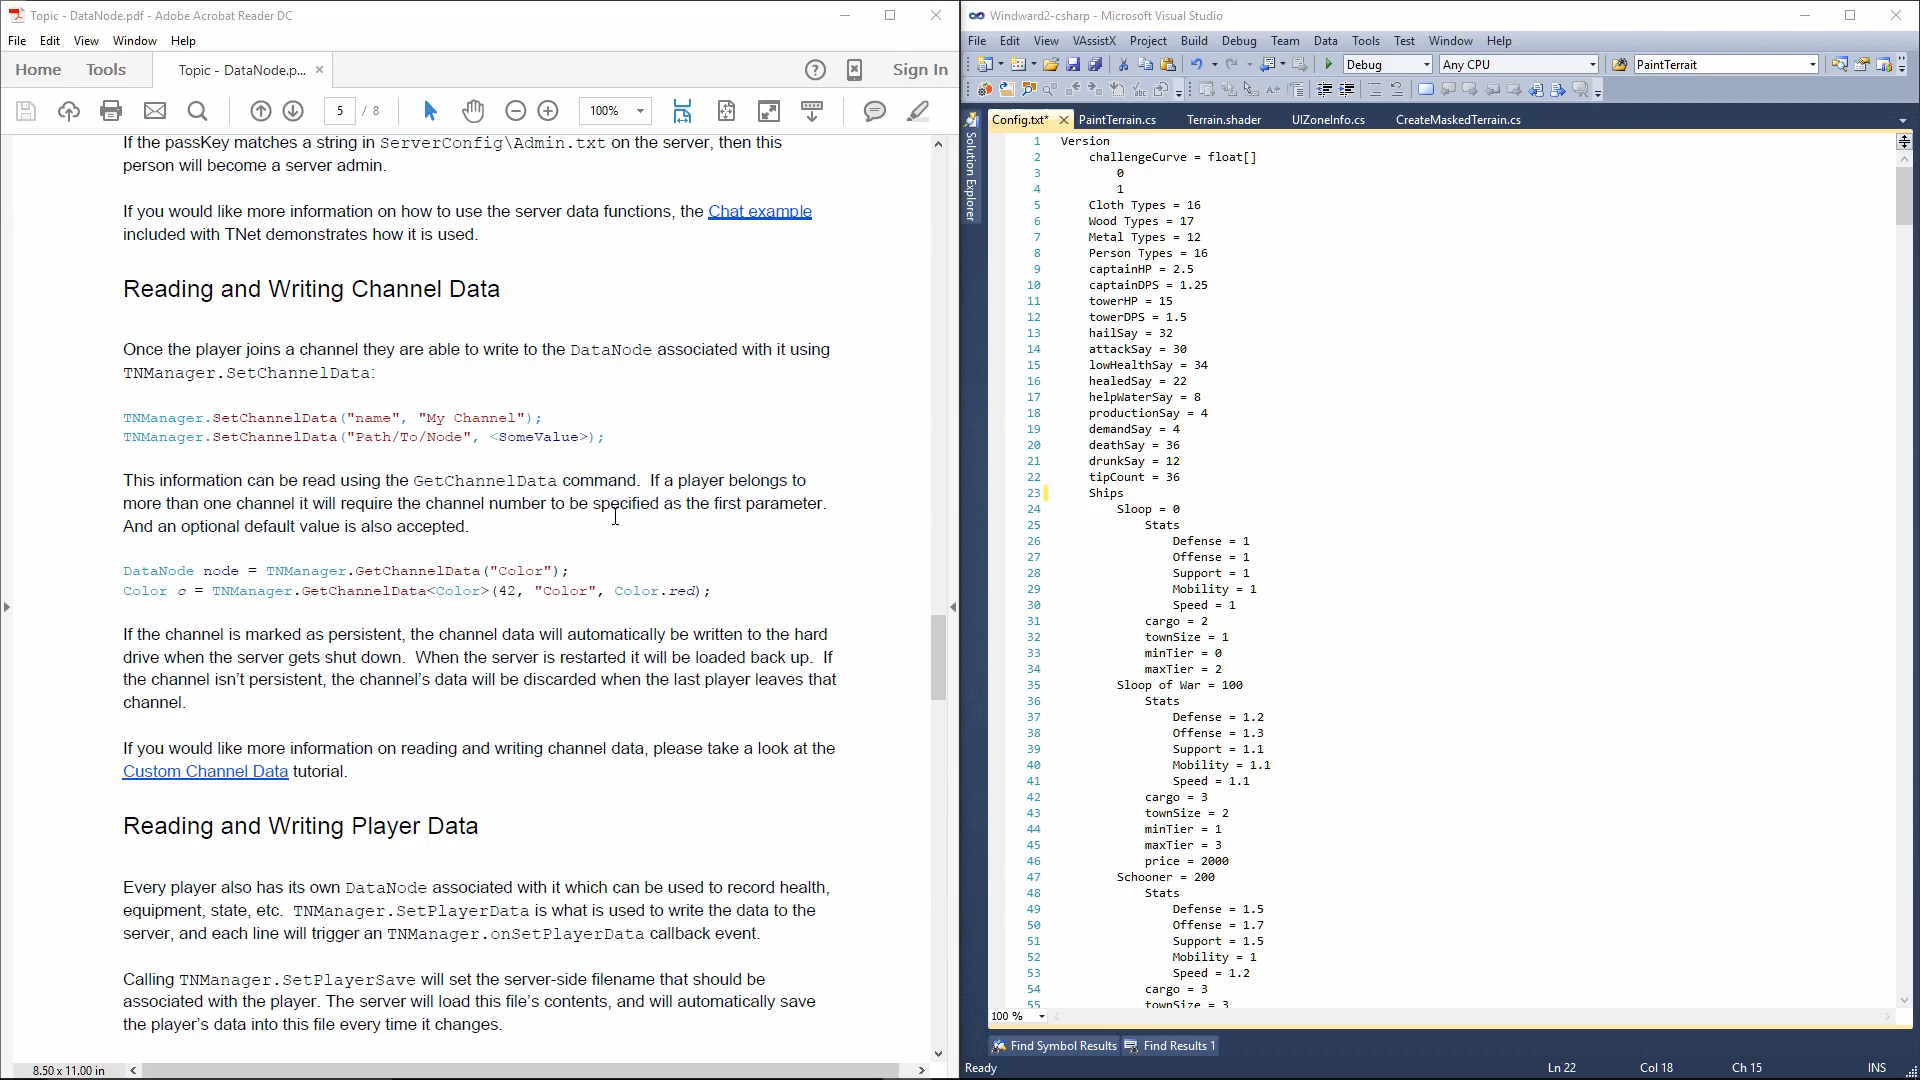 Topic - DataNode.pdf - Adobe Acrobat Reader DC
File Edit View Window Help
Home Tools Topic - DataNode.p... × Sign In
5 / 8 100%
If the passKey matches a string in ServerConfig\Admin.txt on the server, then this
person will become a server admin.
If you would like more information on how to use the server data functions, the Chat example
included with TNet demonstrates how it is used.
Reading and Writing Channel Data
Once the player joins a channel they are able to write to the DataNode associated with it using
TNManager.SetChannelData:
TNManager.SetChannelData("name", "My Channel");
TNManager.SetChannelData("Path/To/Node", <SomeValue>);
This information can be read using the GetChannelData command. If a player belongs to
more than one channel it will require the channel number to be specified as the first parameter.
And an optional default value is also accepted.
DataNode node = TNManager.GetChannelData("Color");
Color c = TNManager.GetChannelData<Color>(42, "Color", Color.red);
If the channel is marked as persistent, the channel data will automatically be written to the hard
drive when the server gets shut down. When the server is restarted it will be loaded back up. If
the channel isn't persistent, the channel's data will be discarded when the last player leaves that
channel.
If you would like more information on reading and writing channel data, please take a look at the
Custom Channel Data tutorial.
Reading and Writing Player Data
Every player also has its own DataNode associated with it which can be used to record health,
equipment, state, etc. TNManager.SetPlayerData is what is used to write the data to the
server, and each line will trigger an TNManager.onSetPlayerData callback event.
Calling TNManager.SetPlayerSave will set the server-side filename that should be
associated with the player. The server will load this file's contents, and will automatically save
the player's data into this file every time it changes.
8.50 x 11.00 in
Windward2-csharp - Microsoft Visual Studio
File Edit View VAssistX Project Build Debug Team Data Tools Test Window Help
Debug Any CPU PaintTerrait
Solution Explorer
Config.txt* × PaintTerrain.cs Terrain.shader UIZoneInfo.cs CreateMaskedTerrain.cs
1 Version
2 challengeCurve = float[]
3 0
4 1
5 Cloth Types = 16
6 Wood Types = 17
7 Metal Types = 12
8 Person Types = 16
9 captainHP = 2.5
10 captainDPS = 1.25
11 towerHP = 15
12 towerDPS = 1.5
13 hailSay = 32
14 attackSay = 30
15 lowHealthSay = 34
16 healedSay = 22
17 helpWaterSay = 8
18 productionSay = 4
19 demandSay = 4
20 deathSay = 36
21 drunkSay = 12
22 tipCount = 36
23 Ships
24 Sloop = 0
25 Stats
26 Defense = 1
27 Offense = 1
28 Support = 1
29 Mobility = 1
30 Speed = 1
31 cargo = 2
32 townSize = 1
33 minTier = 0
34 maxTier = 2
35 Sloop of War = 100
36 Stats
37 Defense = 1.2
38 Offense = 1.3
39 Support = 1.1
40 Mobility = 1.1
41 Speed = 1.1
42 cargo = 3
43 townSize = 2
44 minTier = 1
45 maxTier = 3
46 price = 2000
47 Schooner = 200
48 Stats
49 Defense = 1.5
50 Offense = 1.7
51 Support = 1.5
52 Mobility = 1
53 Speed = 1.2
54 cargo = 3
55 townSize = 3
100 %
Find Symbol Results Find Results 1
Ready Ln 22 Col 18 Ch 15 INS